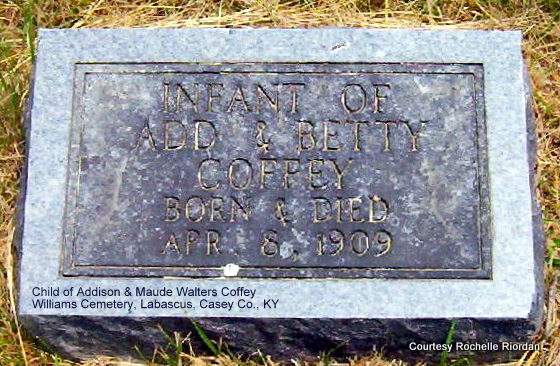 INFANT OF
ADD & BETTY
COFFEY
BORN & DIED
APR 8, 1909
Child of Addison & Maude Walters Coffey
Williams Cemetery, Labascus, Casey Co., KY
Courtesy Rochelle Riordan